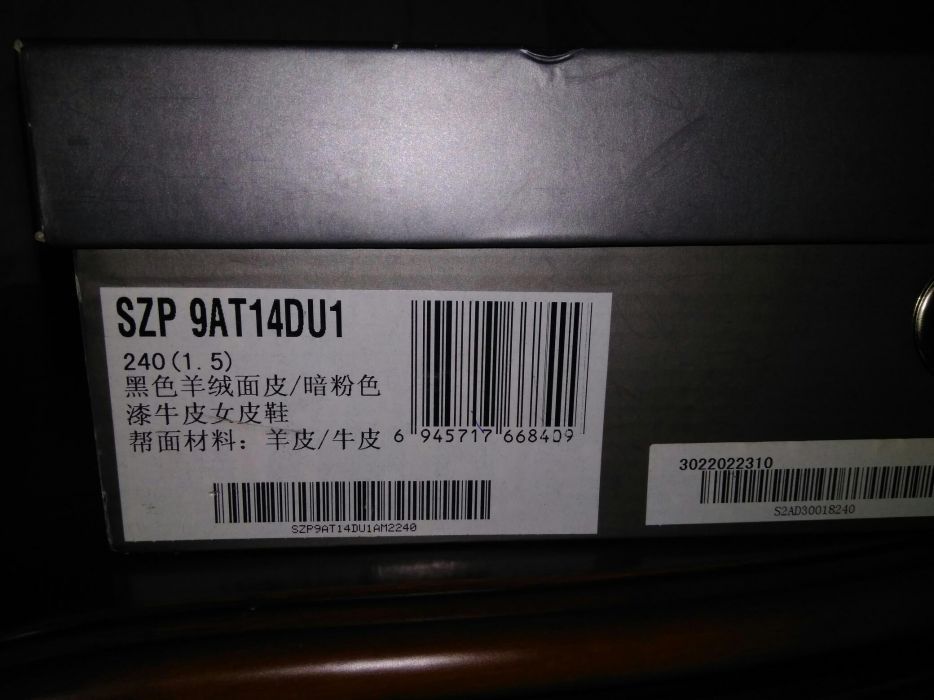 SZP 9AT14DU1
240(1.5)
黑色羊绒面皮/暗粉色
漆牛皮女皮鞋
帮面材料：羊皮/牛皮
6 945717 668409
SZP9AT14DU1AM2240
3022022310
S2AD30018240